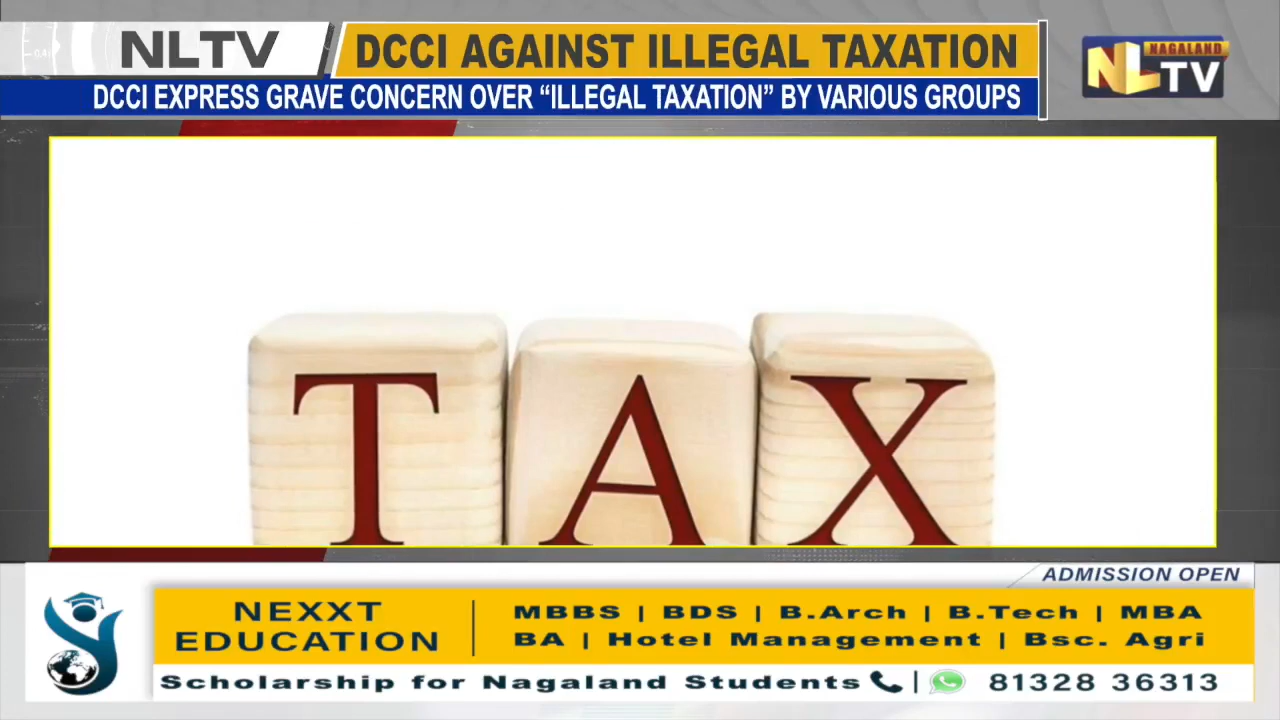 NLTV
DCCI AGAINST ILLEGAL TAXATION
NAGALAND
NLTV
DCCI EXPRESS GRAVE CONCERN OVER “ILLEGAL TAXATION” BY VARIOUS GROUPS
TAX
ADMISSION OPEN
NEXXT
EDUCATION
MBBS | BDS | B.Arch | B.Tech | MBA
BA | Hotel Management | Bsc. Agri
Scholarship for Nagaland Students | 81328 36313